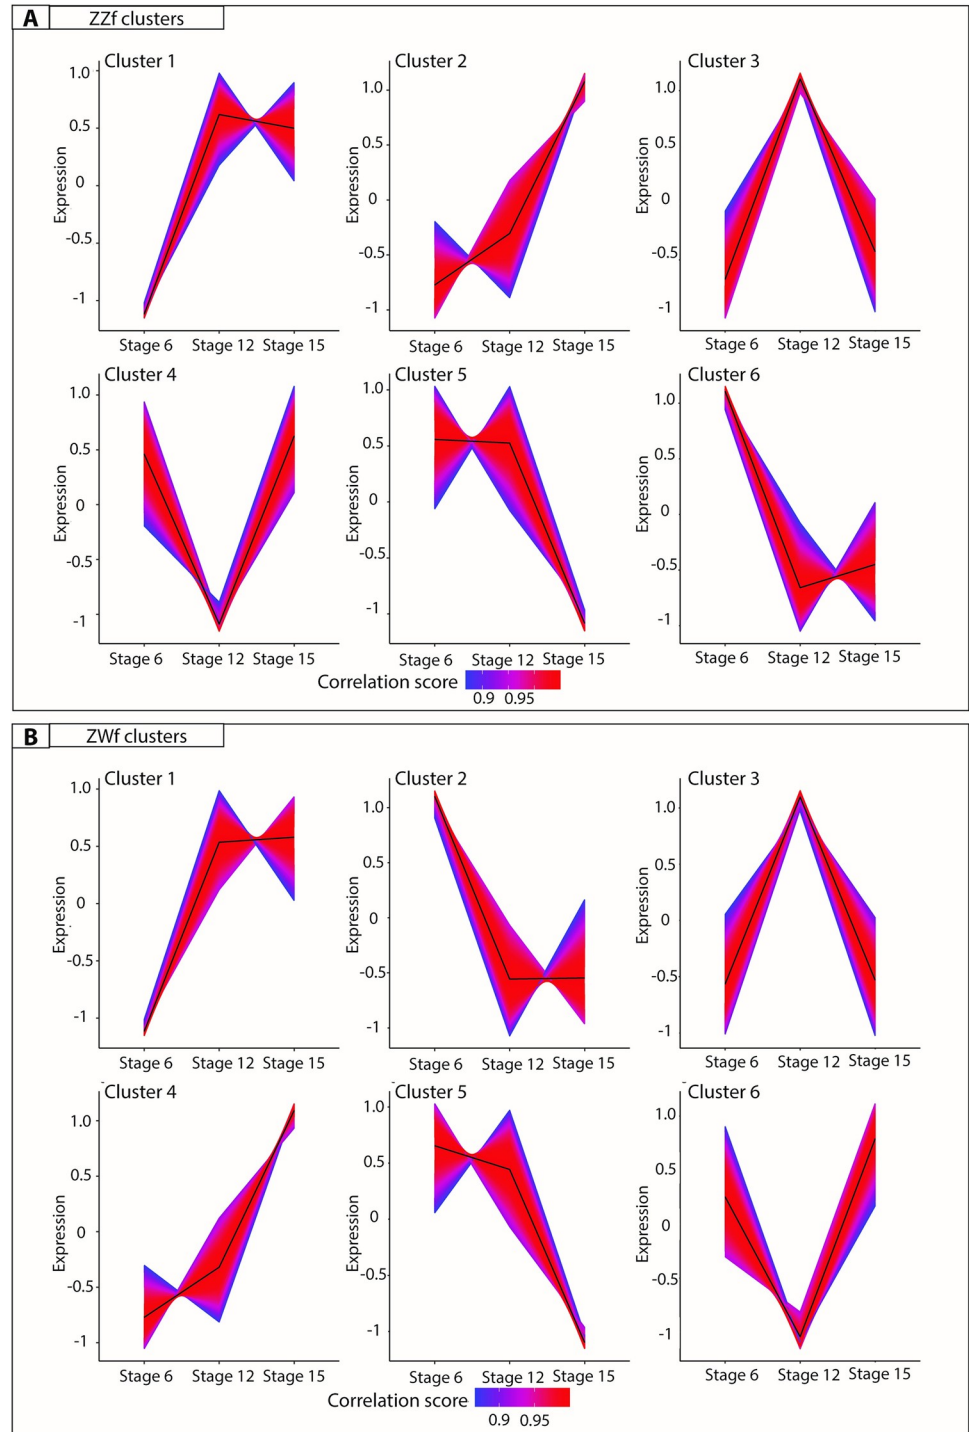 A ZZf clusters
Cluster 1 Cluster 2 Cluster 3
Expression 1.0 0.5 0 -0.5 -1
Expression 1.0 0.5 0 -0.5 -1
Expression 1.0 0.5 0 -0.5 -1
Stage 6 Stage 12 Stage 15 Stage 6 Stage 12 Stage 15 Stage 6 Stage 12 Stage 15
Cluster 4 Cluster 5 Cluster 6
Expression 1.0 0.5 0 -0.5 -1
Expression 1.0 0.5 0 -0.5 -1
Expression 1.0 0.5 0 -0.5 -1
Stage 6 Stage 12 Stage 15 Stage 6 Stage 12 Stage 15 Stage 6 Stage 12 Stage 15
Correlation score
0.9 0.95
B ZWf clusters
Cluster 1 Cluster 2 Cluster 3
Expression 1.0 0.5 0 -0.5 -1
Expression 1.0 0.5 0 -0.5 -1
Expression 1.0 0.5 0 -0.5 -1
Stage 6 Stage 12 Stage 15 Stage 6 Stage 12 Stage 15 Stage 6 Stage 12 Stage 15
Cluster 4 Cluster 5 Cluster 6
Expression 1.0 0.5 0 -0.5 -1
Expression 1.0 0.5 0 -0.5 -1
Expression 1.0 0.5 0 -0.5 -1
Stage 6 Stage 12 Stage 15 Stage 6 Stage 12 Stage 15 Stage 6 Stage 12 Stage 15
Correlation score
0.9 0.95